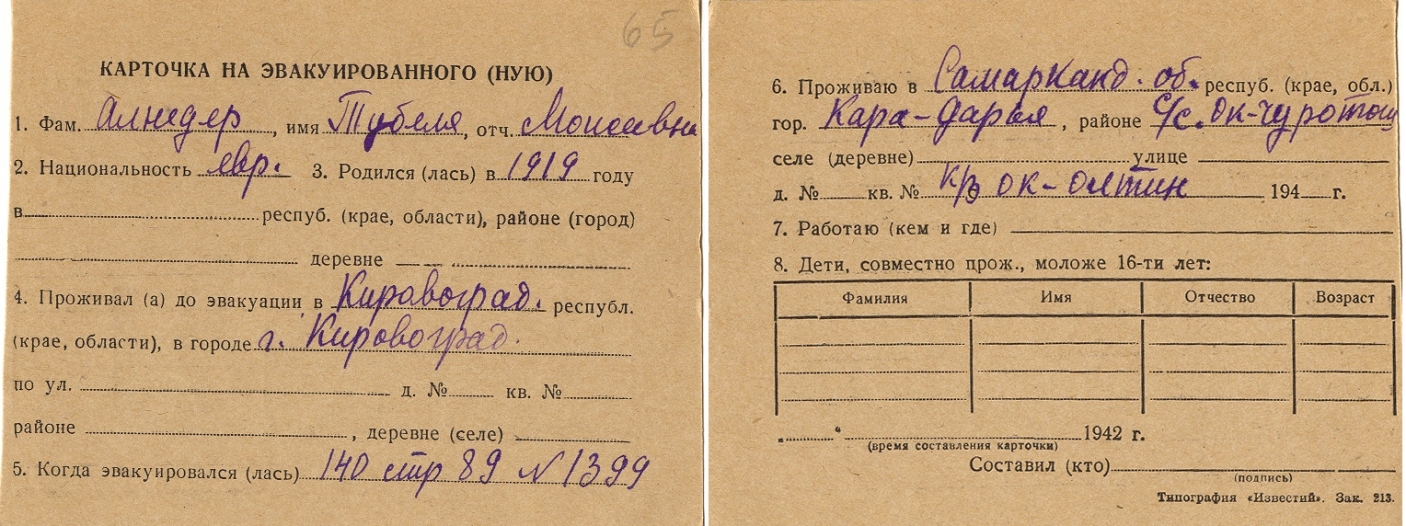 65
КАРТОЧКА НА ЭВАКУИРОВАННОГО (НУЮ)
1. Фам. Алнедер, имя Тубеля, отч. Моисеевна
2. Национальность евр. 3. Родился (лась) в 1919 году
в респуб. (крае, области), районе (город)
деревне
4. Проживал (а) до эвакуации в Кировоград. республ.
(крае, области), в городе г. Кировоград.
по ул. д. № кв. №
районе , деревне (селе)
5. Когда эвакуировался (лась) 140 стр 89 N 1399
6. Проживаю в Самарканд. об. респуб. (крае, обл.)
гор. Кара-Дарья, районе с/с. Ок-чуротош
селе (деревне) улице
д. № кв. № ок-олтин 194 г.
7. Работаю (кем и где)
8. Дети, совместно прож., моложе 16-ти лет:
Фамилия Имя Отчество Возраст
„ “ 1942 г.
(время составления карточки)
Составил (кто)
(подпись)
Типография «Известий». Зак. 213.